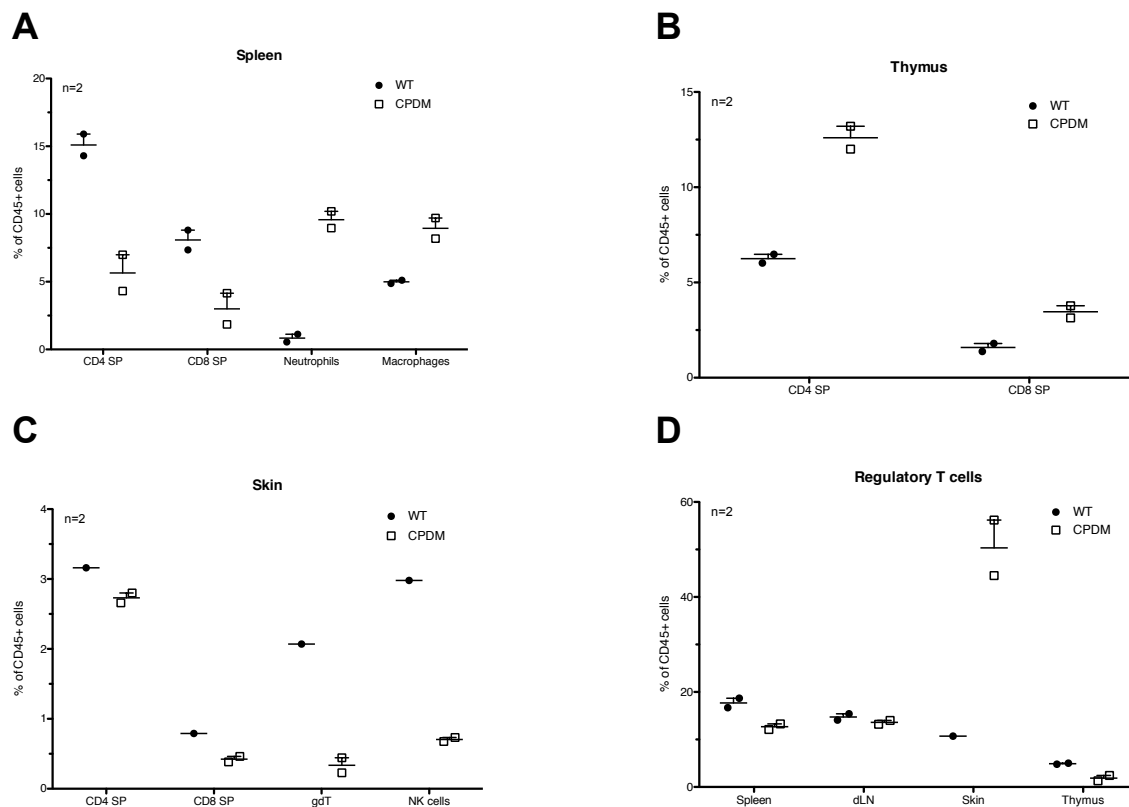 A
Spleen
n=2
WT
CPDM
% of CD45+ cells
20
15
10
5
0
CD4 SP CD8 SP Neutrophils Macrophages
B
Thymus
n=2
WT
CPDM
% of CD45+ cells
15
10
5
0
CD4 SP CD8 SP
C
Skin
n=2
WT
CPDM
% of CD45+ cells
4
3
2
1
0
CD4 SP CD8 SP gdT NK cells
D
Regulatory T cells
n=2
WT
CPDM
% of CD45+ cells
60
40
20
0
Spleen dLN Skin Thymus